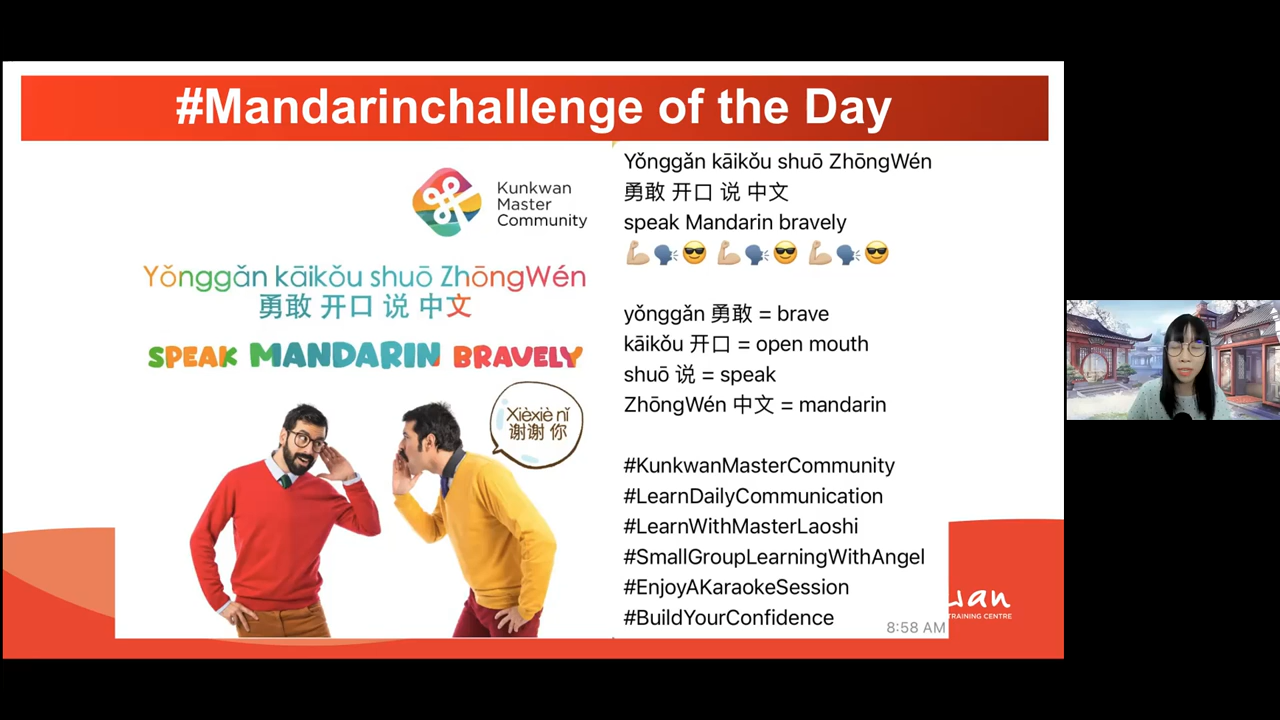 #Mandarinchallenge of the Day
Kunkwan
Master
Community
Yǒnggǎn kāikǒu shuō ZhōngWén
勇敢 开口 说 中文
SPEAK MANDARIN BRAVELY
Xièxiè nǐ
谢谢 你
Yǒnggǎn kāikǒu shuō ZhōngWén
勇敢 开口 说 中文
speak Mandarin bravely
💪🏼🗣️😎 💪🏼🗣️😎 💪🏼🗣️😎
yǒnggǎn 勇敢 = brave
kāikǒu 开口 = open mouth
shuō 说 = speak
ZhōngWén 中文 = mandarin
#KunkwanMasterCommunity
#LearnDailyCommunication
#LearnWithMasterLaoshi
#SmallGroupLearningWithAngel
#EnjoyAKaraokeSession
#BuildYourConfidence
8:58 AM
wan
TRAINING CENTRE